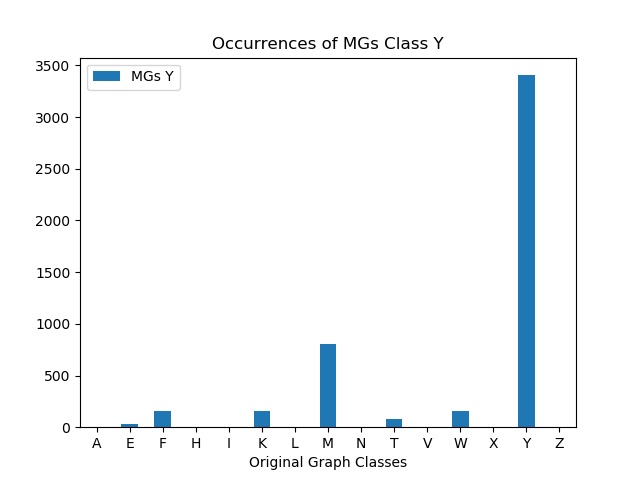 Occurrences of MGs Class Y
MGs Y
3500
3000
2500
2000
1500
1000
500
0
A E F H I K L M N T V W X Y Z
Original Graph Classes